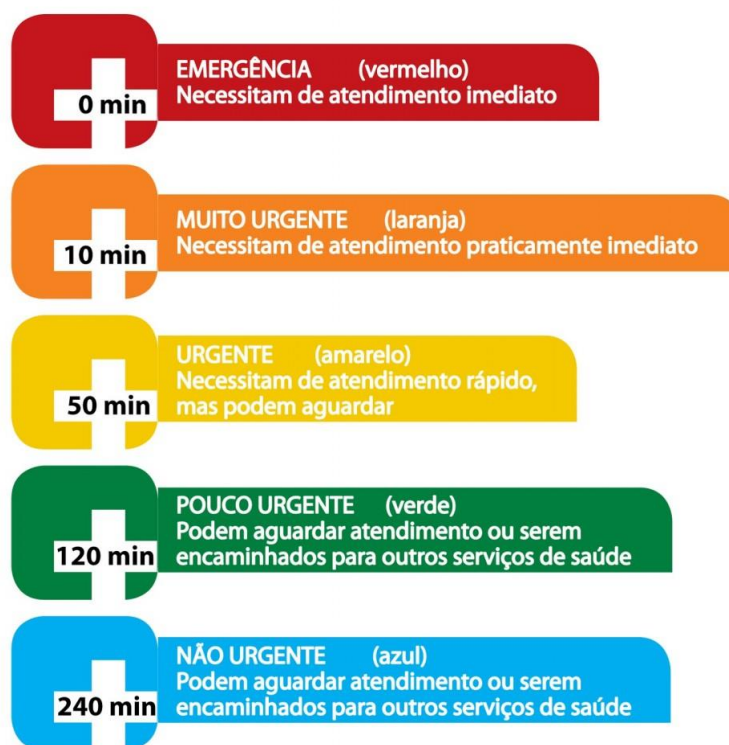 0 min
EMERGÊNCIA (vermelho)
Necessitam de atendimento imediato
10 min
MUITO URGENTE (laranja)
Necessitam de atendimento praticamente imediato
50 min
URGENTE (amarelo)
Necessitam de atendimento rápido,
mas podem aguardar
120 min
POUCO URGENTE (verde)
Podem aguardar atendimento ou serem
encaminhados para outros serviços de saúde
240 min
NÃO URGENTE (azul)
Podem aguardar atendimento ou serem
encaminhados para outros serviços de saúde